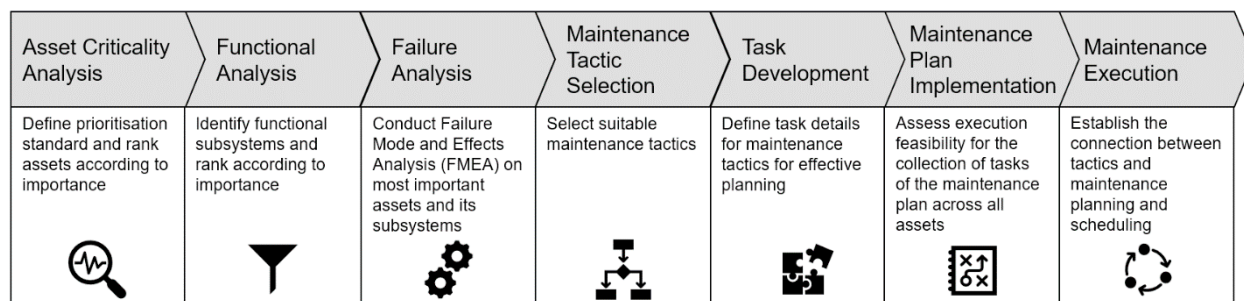 Asset Criticality
Analysis
Functional
Analysis
Failure
Analysis
Maintenance
Tactic
Selection
Task
Development
Maintenance
Plan
Implementation
Maintenance
Execution
Define prioritisation
standard and rank
assets according to
importance
Identify functional
subsystems and
rank according to
importance
Conduct Failure
Mode and Effects
Analysis (FMEA) on
most important
assets and its
subsystems
Select suitable
maintenance tactics
Define task details
for maintenance
tactics for effective
planning
Assess execution
feasibility for the
collection of tasks
of the maintenance
plan across all
assets
Establish the
connection between
tactics and
maintenance
planning and
scheduling